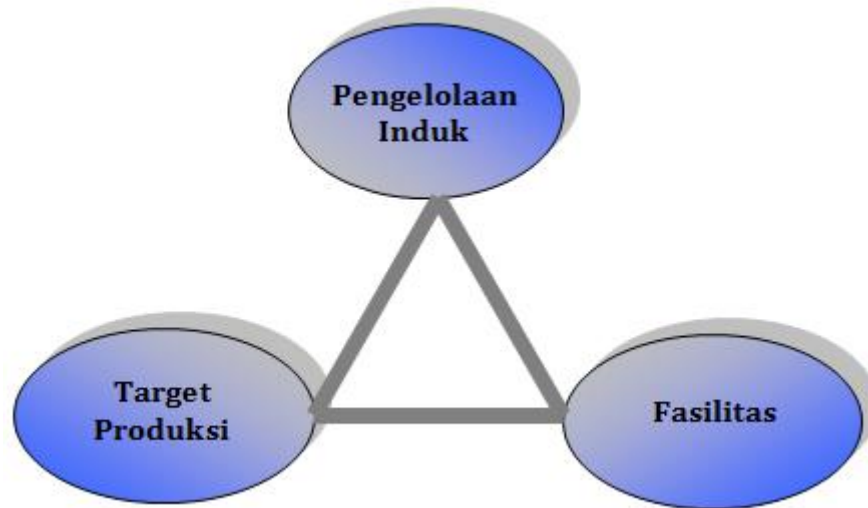 Pengelolaan
Induk
Target
Produksi
Fasilitas